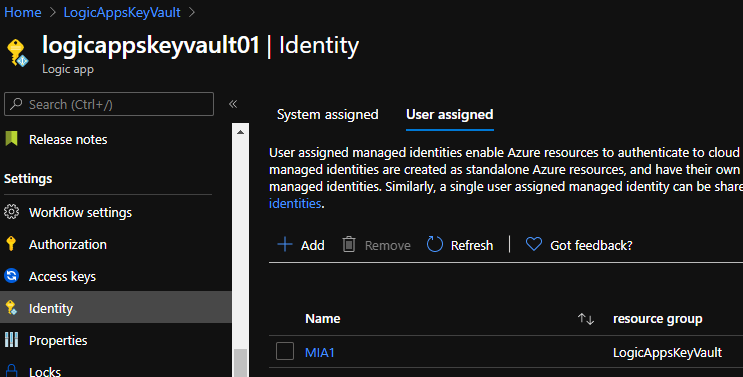 Home > LogicAppsKeyVault >
logicappskeyvault01 | Identity
Logic app
Search (Ctrl+/)
«
Release notes
Settings
Workflow settings
Authorization
Access keys
Identity
Properties
Locks
System assigned
User assigned
User assigned managed identities enable Azure resources to authenticate to cloud
managed identities are created as standalone Azure resources, and have their own
managed identities. Similarly, a single user assigned managed identity can be share
identities.
+ Add
Remove
Refresh
Got feedback?
Name ↑↓ resource group
MIA1 LogicAppsKeyVault